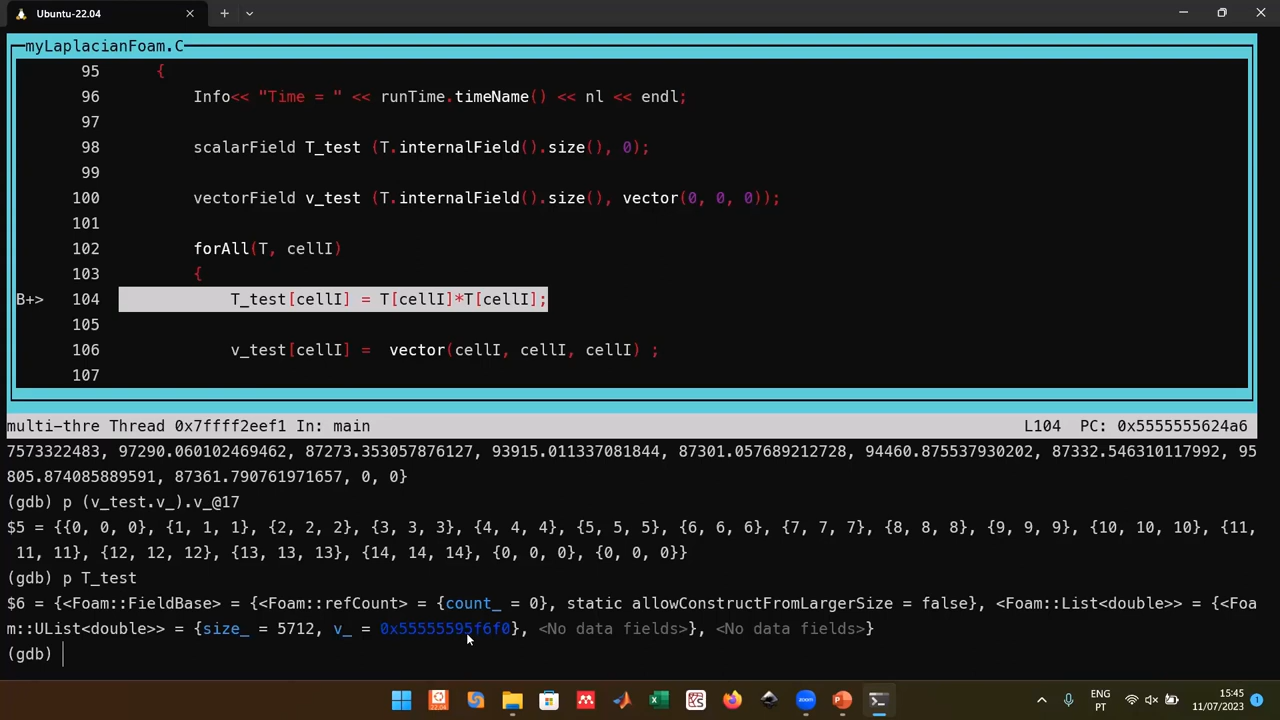 Ubuntu-22.04
myLaplacianFoam.C
95 {
96 Info<< "Time = " << runTime.timeName() << nl << endl;
97
98 scalarField T_test (T.internalField().size(), 0);
99
100 vectorField v_test (T.internalField().size(), vector(0, 0, 0));
101
102 forAll(T, cellI)
103 {
B+> 104 T_test[cellI] = T[cellI]*T[cellI];
105
106 v_test[cellI] =  vector(cellI, cellI, cellI) ;
107
multi-thre Thread 0x7ffff2eef1 In: main L104 PC: 0x5555555624a6
7573322483, 97290.060102469462, 87273.353057876127, 93915.011337081844, 87301.057689212728, 94460.875537930202, 87332.546310117992, 95
805.874085889591, 87361.790761971657, 0, 0}
(gdb) p (v_test.v_).v_@17
$5 = {{0, 0, 0}, {1, 1, 1}, {2, 2, 2}, {3, 3, 3}, {4, 4, 4}, {5, 5, 5}, {6, 6, 6}, {7, 7, 7}, {8, 8, 8}, {9, 9, 9}, {10, 10, 10}, {11,
11, 11}, {12, 12, 12}, {13, 13, 13}, {14, 14, 14}, {0, 0, 0}, {0, 0, 0}}
(gdb) p T_test
$6 = {<Foam::FieldBase> = {<Foam::refCount> = {count_ = 0}, static allowConstructFromLargerSize = false}, <Foam::List<double>> = {<Foa
m::UList<double>> = {size_ = 5712, v_ = 0x55555595f6f0}, <No data fields>}, <No data fields>}
(gdb)
22.04
zoom
ENG
PT
15:45
11/07/2023
1